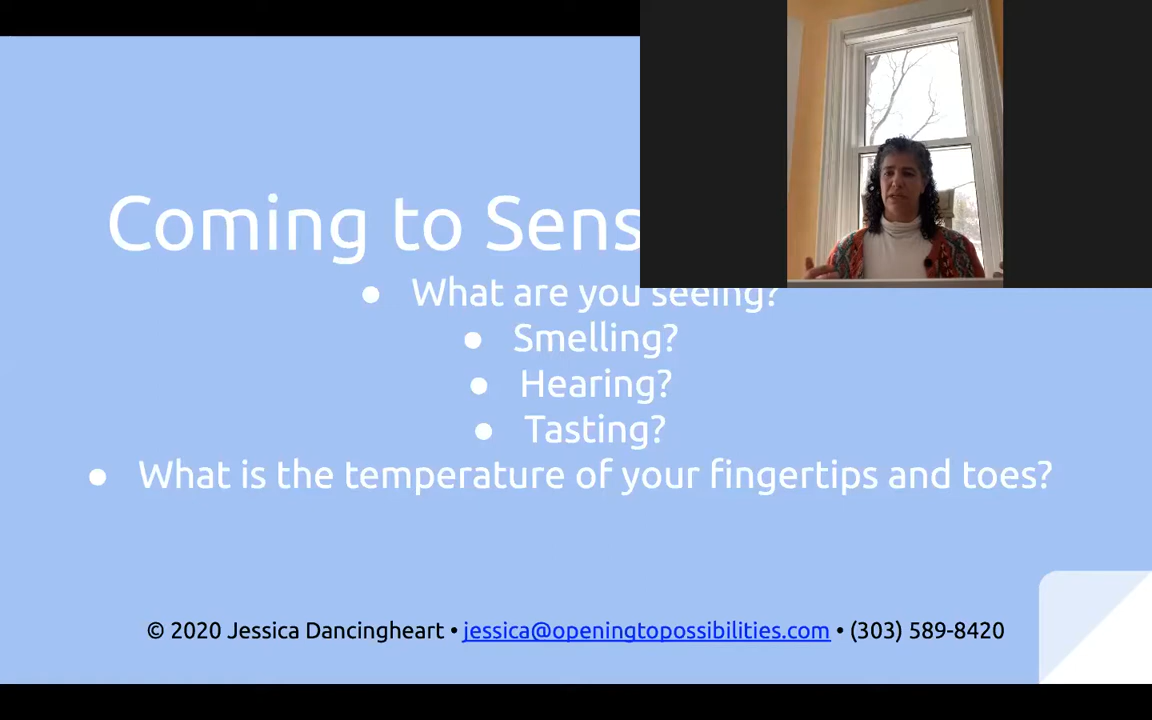 Coming to Sens
● What are you seeing?
● Smelling?
● Hearing?
● Tasting?
● What is the temperature of your fingertips and toes?
© 2020 Jessica Dancingheart • jessica@openingtopossibilities.com • (303) 589-8420